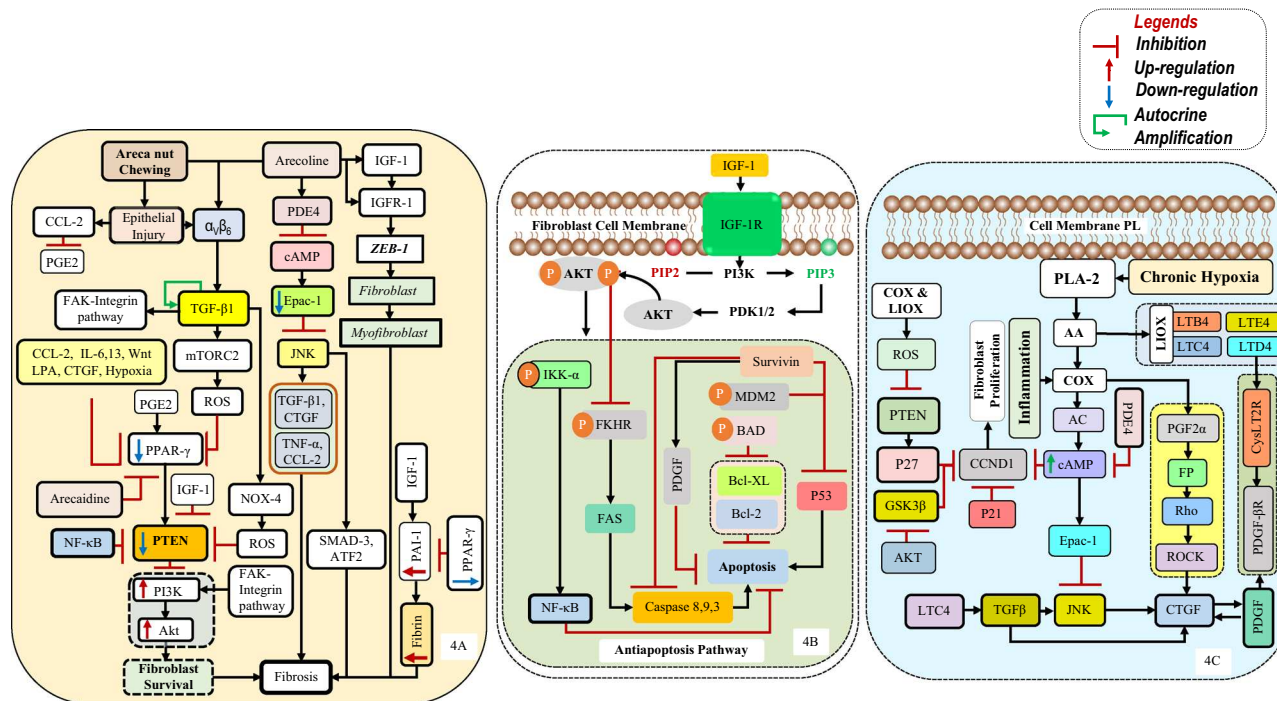 Legends
Inhibition
Up-regulation
Down-regulation
Autocrine
Amplification
Areca nut
Chewing
Arecoline
IGF-1
CCL-2
Epithelial
Injury
αVβ6
PDE4
IGFR-1
PGE2
cAMP
ZEB-1
FAK-Integrin
pathway
TGF-β1
Epac-1
Fibroblast
Myofibroblast
CCL-2, IL-6,13, Wnt
LPA, CTGF, Hypoxia
mTORC2
JNK
PGE2
ROS
TGF-β1,
CTGF
TNF-α,
CCL-2
PPAR-γ
IGF-1
Arecaidine
IGF-1
NOX-4
NF-κB
PTEN
ROS
SMAD-3,
ATF2
PAI-1
PPAR-γ
PI3K
FAK-
Integrin
pathway
Akt
Fibrin
4A
Fibroblast
Survival
Fibrosis
IGF-1
Fibroblast Cell Membrane
IGF-1R
P
AKT
P
PIP2
PI3K
PIP3
AKT
PDK1/2
P
IKK-α
Survivin
P
MDM2
P
FKHR
P
BAD
PDGF
Bcl-XL
P53
Bcl-2
FAS
Apoptosis
NF-κB
Caspase 8,9,3
Antiapoptosis Pathway
4B
Cell Membrane PL
PLA-2
Chronic Hypoxia
COX &
LIOX
AA
LIOX
LTB4
LTE4
LTC4
LTD4
ROS
Fibroblast
Proliferation
Inflammation
COX
PTEN
AC
PDE4
PGF2α
CysLT2R
P27
CCND1
cAMP
FP
GSK3β
P21
Rho
PDGF-βR
AKT
Epac-1
ROCK
LTC4
TGFβ
JNK
CTGF
PDGF
4C